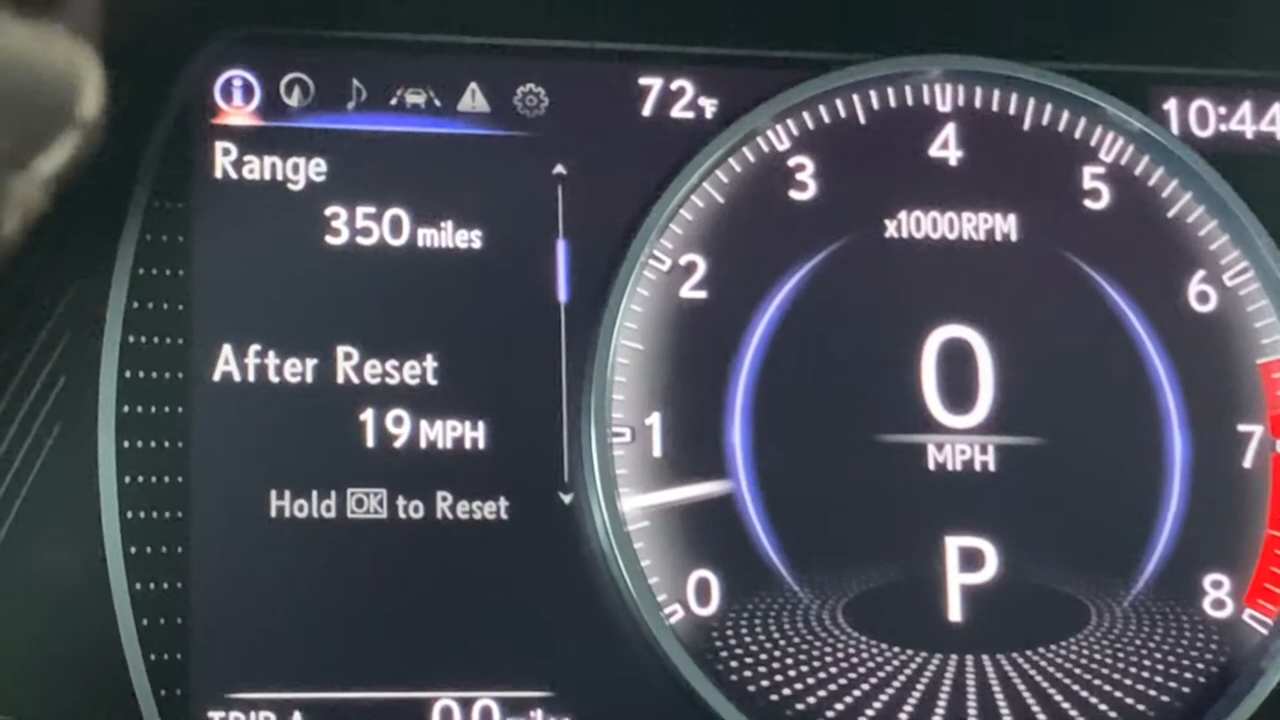 72°F
10:44
Range
350 miles
After Reset
19 MPH
Hold OK to Reset
0
1
2
3
4
5
6
7
8
x1000RPM
0
MPH
P
TRIP A